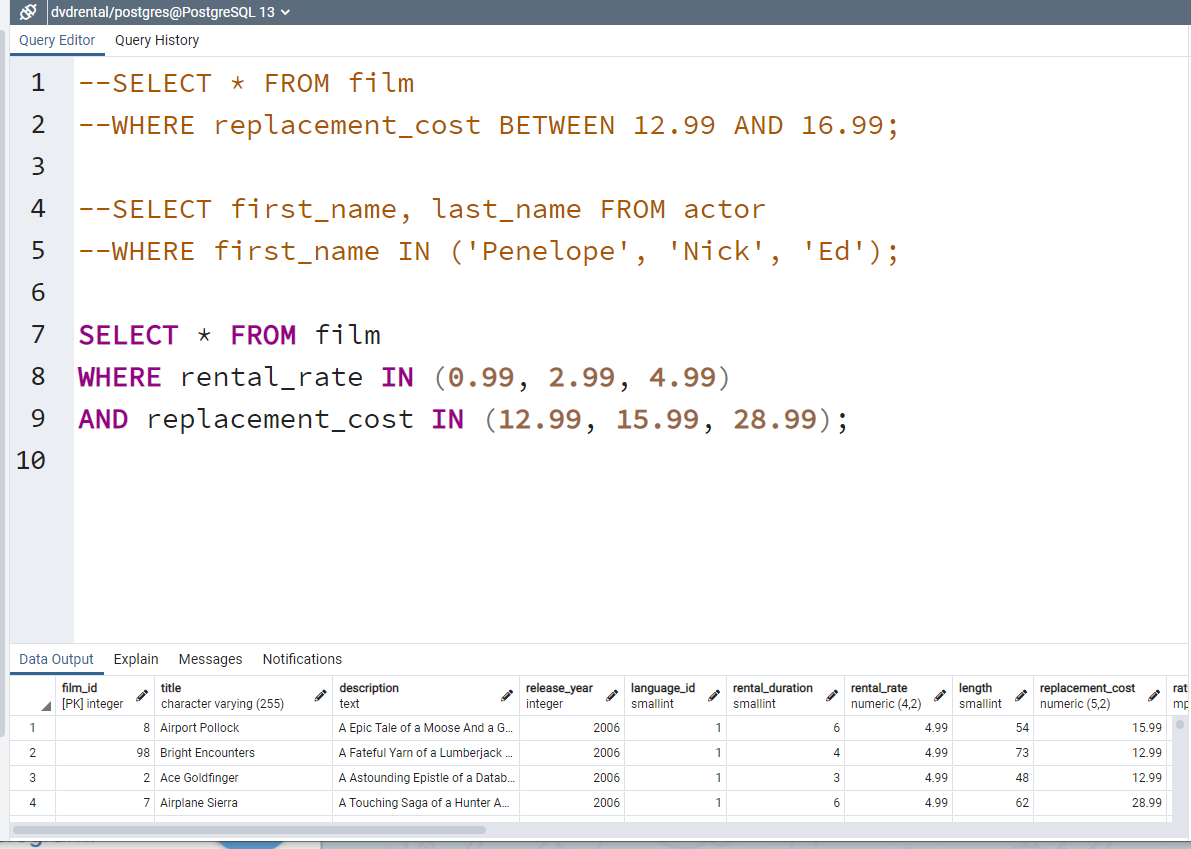 dvdrental/postgres@PostgreSQL 13
Query Editor Query History
1 --SELECT * FROM film
2 --WHERE replacement_cost BETWEEN 12.99 AND 16.99;
3
4 --SELECT first_name, last_name FROM actor
5 --WHERE first_name IN ('Penelope', 'Nick', 'Ed');
6
7 SELECT * FROM film
8 WHERE rental_rate IN (0.99, 2.99, 4.99)
9 AND replacement_cost IN (12.99, 15.99, 28.99);
10
Data Output Explain Messages Notifications
film_id title description release_year language_id rental_duration rental_rate length replacement_cost rat
[PK] integer character varying (255) text integer smallint smallint numeric (4,2) smallint numeric (5,2) mp
1 8 Airport Pollock A Epic Tale of a Moose And a G... 2006 1 6 4.99 54 15.99
2 98 Bright Encounters A Fateful Yarn of a Lumberjack ... 2006 1 4 4.99 73 12.99
3 2 Ace Goldfinger A Astounding Epistle of a Datab... 2006 1 3 4.99 48 12.99
4 7 Airplane Sierra A Touching Saga of a Hunter A... 2006 1 6 4.99 62 28.99